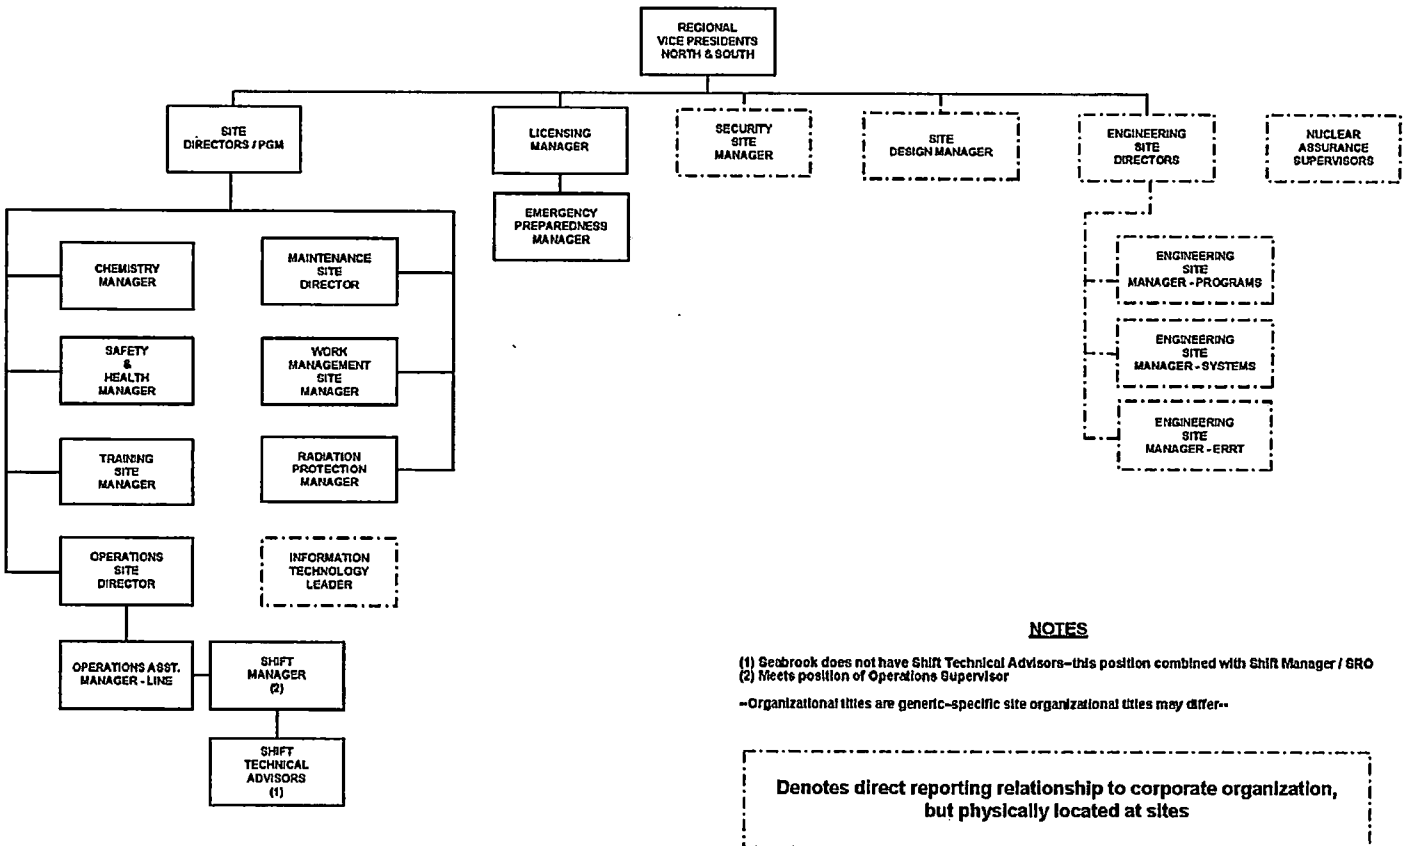 REGIONAL
VICE PRESIDENTS
NORTH & SOUTH
SITE
DIRECTORS / PGM
LICENSING
MANAGER
SECURITY
SITE
MANAGER
SITE
DESIGN MANAGER
ENGINEERING
SITE
DIRECTORS
NUCLEAR
ASSURANCE
SUPERVISORS
EMERGENCY
PREPAREDNESS
MANAGER
CHEMISTRY
MANAGER
MAINTENANCE
SITE
DIRECTOR
ENGINEERING
SITE
MANAGER - PROGRAMS
SAFETY
&
HEALTH
MANAGER
WORK
MANAGEMENT
SITE
MANAGER
ENGINEERING
SITE
MANAGER - SYSTEMS
TRAINING
SITE
MANAGER
RADIATION
PROTECTION
MANAGER
ENGINEERING
SITE
MANAGER - ERRT
OPERATIONS
SITE
DIRECTOR
INFORMATION
TECHNOLOGY
LEADER
OPERATIONS ASST.
MANAGER - LINE
SHIFT
MANAGER
(2)
SHIFT
TECHNICAL
ADVISORS
(1)
NOTES
(1) Seabrook does not have Shift Technical Advisors--this position combined with Shift Manager / SRO
(2) Meets position of Operations Supervisor
--Organizational titles are generic--specific site organizational titles may differ--
Denotes direct reporting relationship to corporate organization,
but physically located at sites